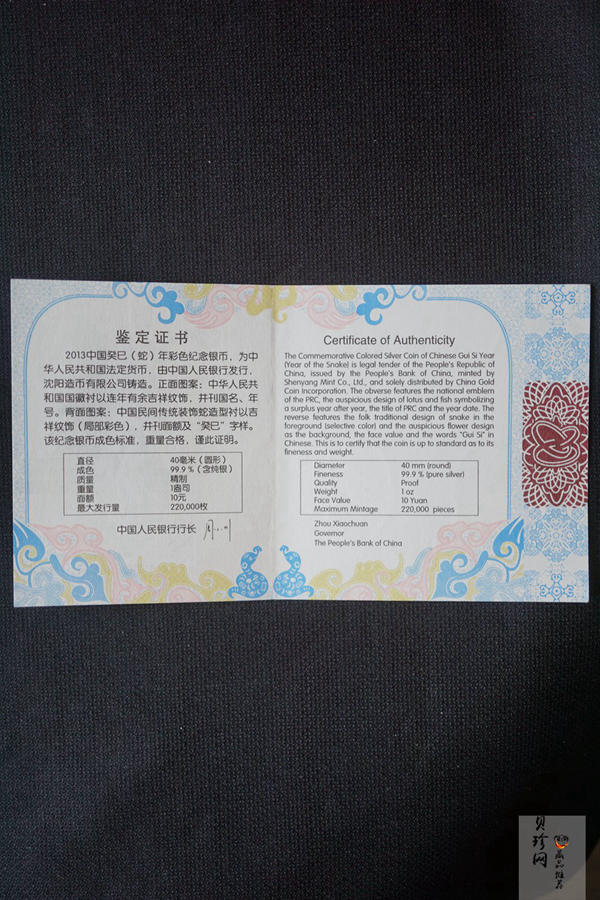 鉴定证书
2013中国癸巳（蛇）年彩色纪念银币，为中
华人民共和国法定货币，由中国人民银行发行，
沈阳造币有限公司铸造。正面图案：中华人民共
和国国徽衬以连年有余吉祥纹饰，并刊国名、年
号。背面图案：中国民间传统装饰蛇造型衬以吉
祥纹饰（局部彩色），并刊面额及“癸巳”字样。
该纪念银币成色标准，重量合格，谨此证明。
直径 40毫米（圆形）
成色 99.9 %（含纯银）
质量 精制
重量 1盎司
面额 10元
最大发行量 220,000枚
中国人民银行行长
Certificate of Authenticity
The Commemorative Colored Silver Coin of Chinese Gui Si Year
(Year of the Snake) is legal tender of the People's Republic of
China, issued by the People's Bank of China, minted by
Shenyang Mint Co., Ltd., and solely distributed by China Gold
Coin Incorporation. The obverse features the national emblem
of the PRC, the auspicious design of lotus and fish symbolizing
a surplus year after year, the title of PRC and the year date. The
reverse features the folk traditional design of snake in the
foreground (selective color) and the auspicious flower design
as the background, the face value and the words "Gui Si" in
Chinese. This is to certify that the coin is up to standard as to its
fineness and weight.
Diameter 40 mm (round)
Fineness 99.9 % (pure silver)
Quality Proof
Weight 1 oz
Face Value 10 Yuan
Maximum Mintage 220,000 pieces
Zhou Xiaochuan
Governor
The People's Bank of China
贝珍网
藏品推荐